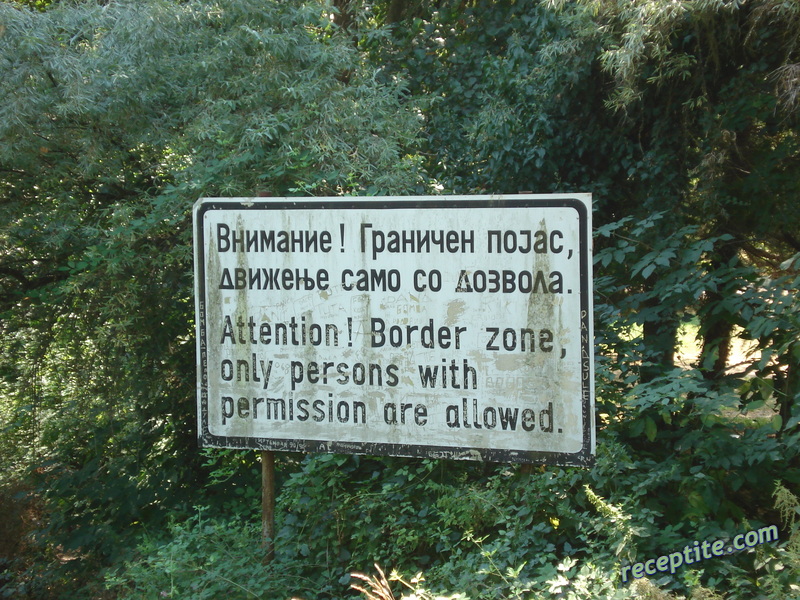 Внимание! Граничен појас,
движење само со дозвола.
Attention! Border zone,
only persons with
permission are allowed.
receptite.com